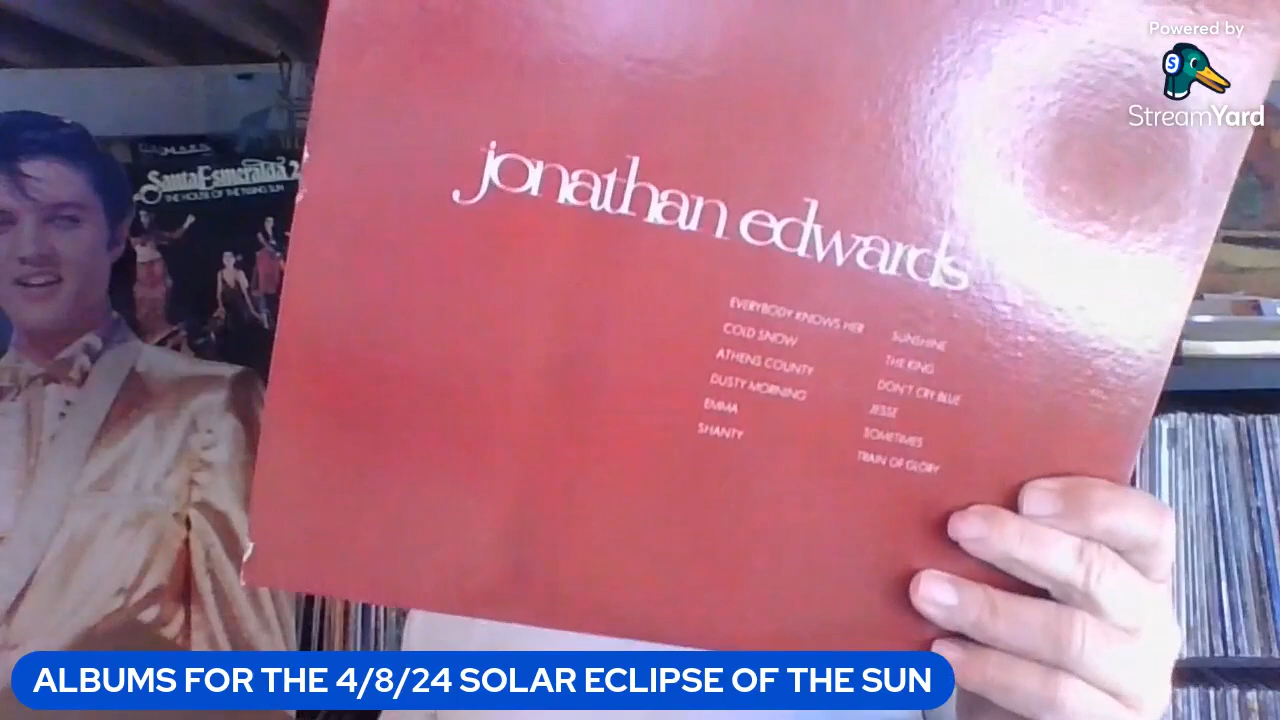 Powered by
StreamYard
S
Santa Esmeralda 2
THE HOUSE OF THE RISING SUN
jonathan edwards
EVERYBODY KNOWS HER
COLD SNOW
ATHENS COUNTY
DUSTY MORNING
EMMA
SHANTY
SUNSHINE
THE KING
DON'T CRY BLUE
JESSE
SOMETIMES
TRAIN OF GLORY
ALBUMS FOR THE 4/8/24 SOLAR ECLIPSE OF THE SUN